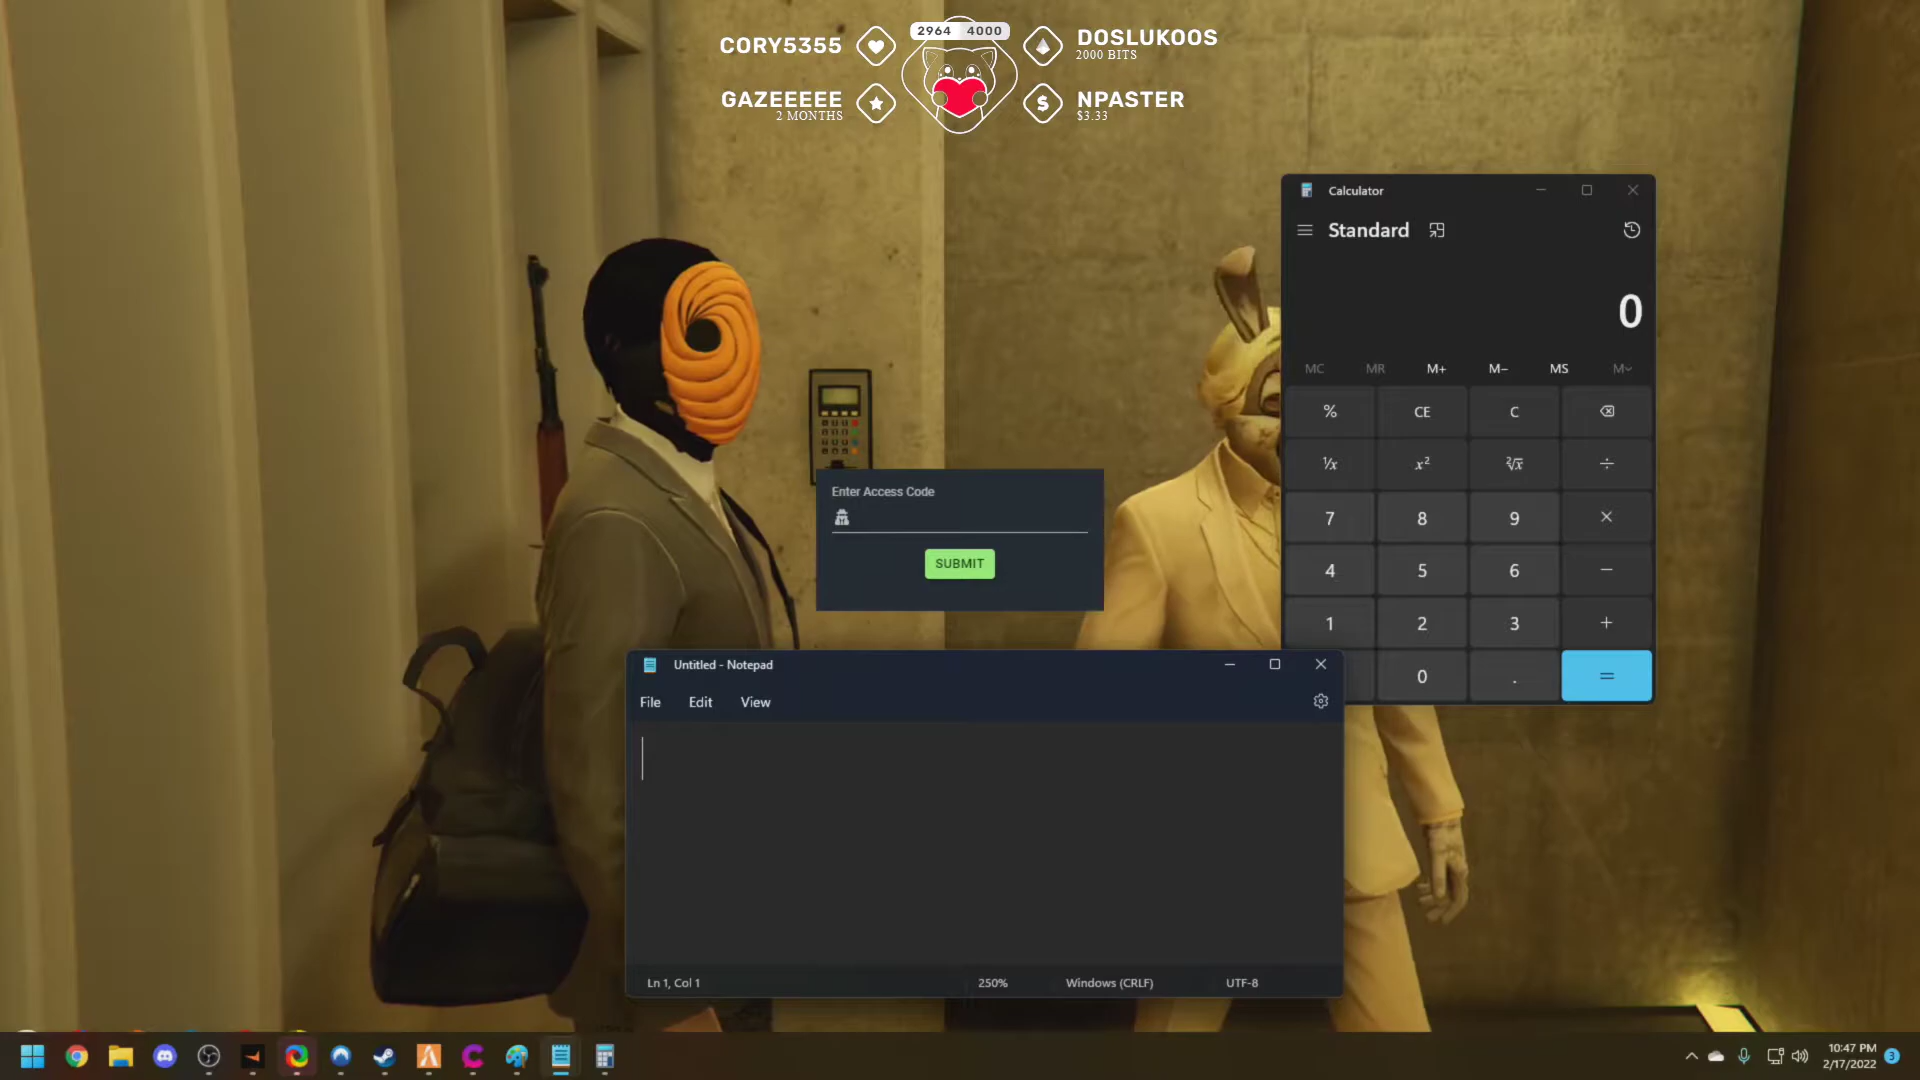 2964 4000
CORY5355
DOSLUKOOS
2000 BITS
GAZEEEEE
2 MONTHS
NPASTER
$3.33
Calculator
Standard
0
MC MR M+ M− MS M
% CE C
¹/x x² ²√x ÷
7 8 9 ×
4 5 6 −
1 2 3 +
0 . =
Enter Access Code
SUBMIT
Untitled - Notepad
File Edit View
Ln 1, Col 1 250% Windows (CRLF) UTF-8
10:47 PM
2/17/2022
3